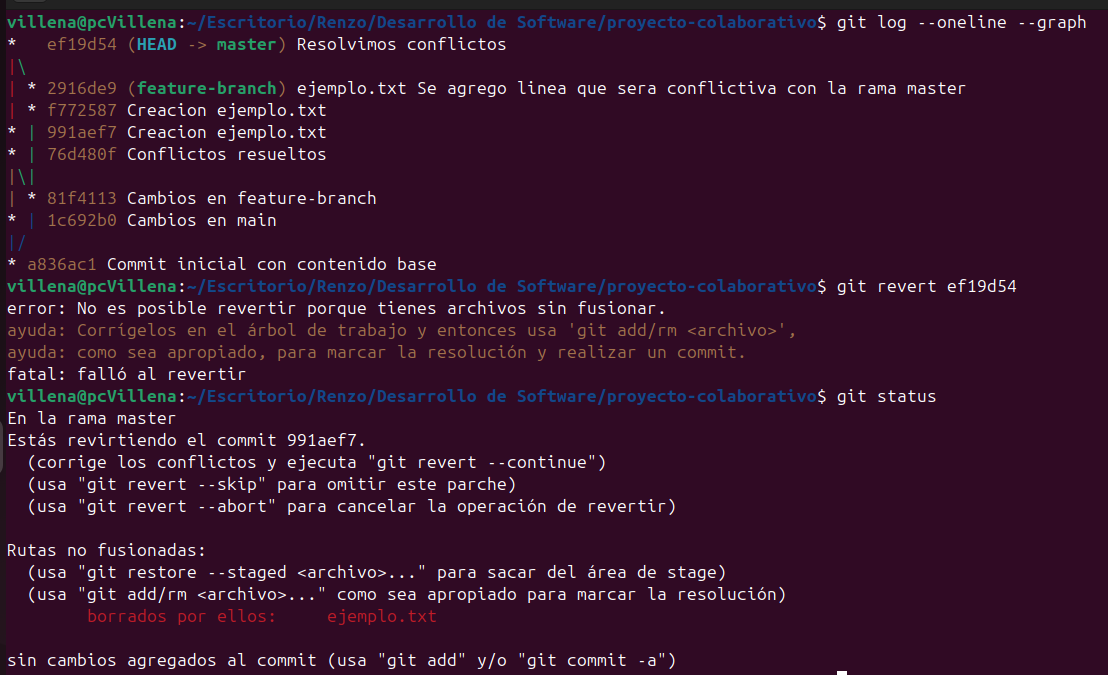 villena@pcVillena:~/Escritorio/Renzo/Desarrollo de Software/proyecto-colaborativo$ git log --oneline --graph
*   ef19d54 (HEAD -> master) Resolvimos conflictos
|\
| * 2916de9 (feature-branch) ejemplo.txt Se agrego linea que sera conflictiva con la rama master
| * f772587 Creacion ejemplo.txt
* | 991aef7 Creacion ejemplo.txt
* | 76d480f Conflictos resueltos
|\|
| * 81f4113 Cambios en feature-branch
* | 1c692b0 Cambios en main
|/
* a836ac1 Commit inicial con contenido base
villena@pcVillena:~/Escritorio/Renzo/Desarrollo de Software/proyecto-colaborativo$ git revert ef19d54
error: No es posible revertir porque tienes archivos sin fusionar.
ayuda: Corrígelos en el árbol de trabajo y entonces usa 'git add/rm <archivo>',
ayuda: como sea apropiado, para marcar la resolución y realizar un commit.
fatal: falló al revertir
villena@pcVillena:~/Escritorio/Renzo/Desarrollo de Software/proyecto-colaborativo$ git status
En la rama master
Estás revirtiendo el commit 991aef7.
  (corrige los conflictos y ejecuta "git revert --continue")
  (usa "git revert --skip" para omitir este parche)
  (usa "git revert --abort" para cancelar la operación de revertir)

Rutas no fusionadas:
  (usa "git restore --staged <archivo>..." para sacar del área de stage)
  (usa "git add/rm <archivo>..." como sea apropiado para marcar la resolución)
        borrados por ellos:     ejemplo.txt

sin cambios agregados al commit (usa "git add" y/o "git commit -a")